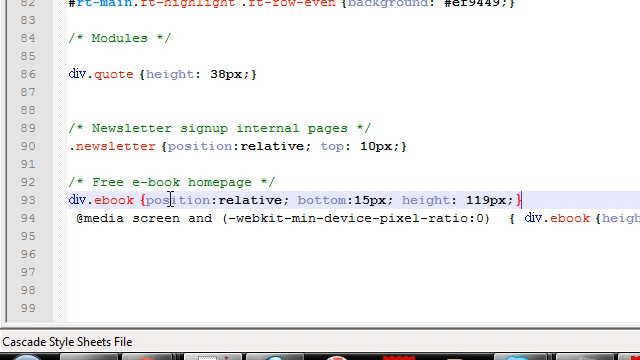 82 #rt-main.rt-highlight .rt-row-even {background: #ef9449;}
83
84 /* Modules */
85
86 div.quote {height: 38px;}
87
88
89 /* Newsletter signup internal pages */
90 .newsletter {position:relative; top: 10px;}
91
92 /* Free e-book homepage */
93 div.ebook {position:relative; bottom:15px; height: 119px;}
94 @media screen and (-webkit-min-device-pixel-ratio:0) { div.ebook {heigh
95
96
97
98
99
Cascade Style Sheets File